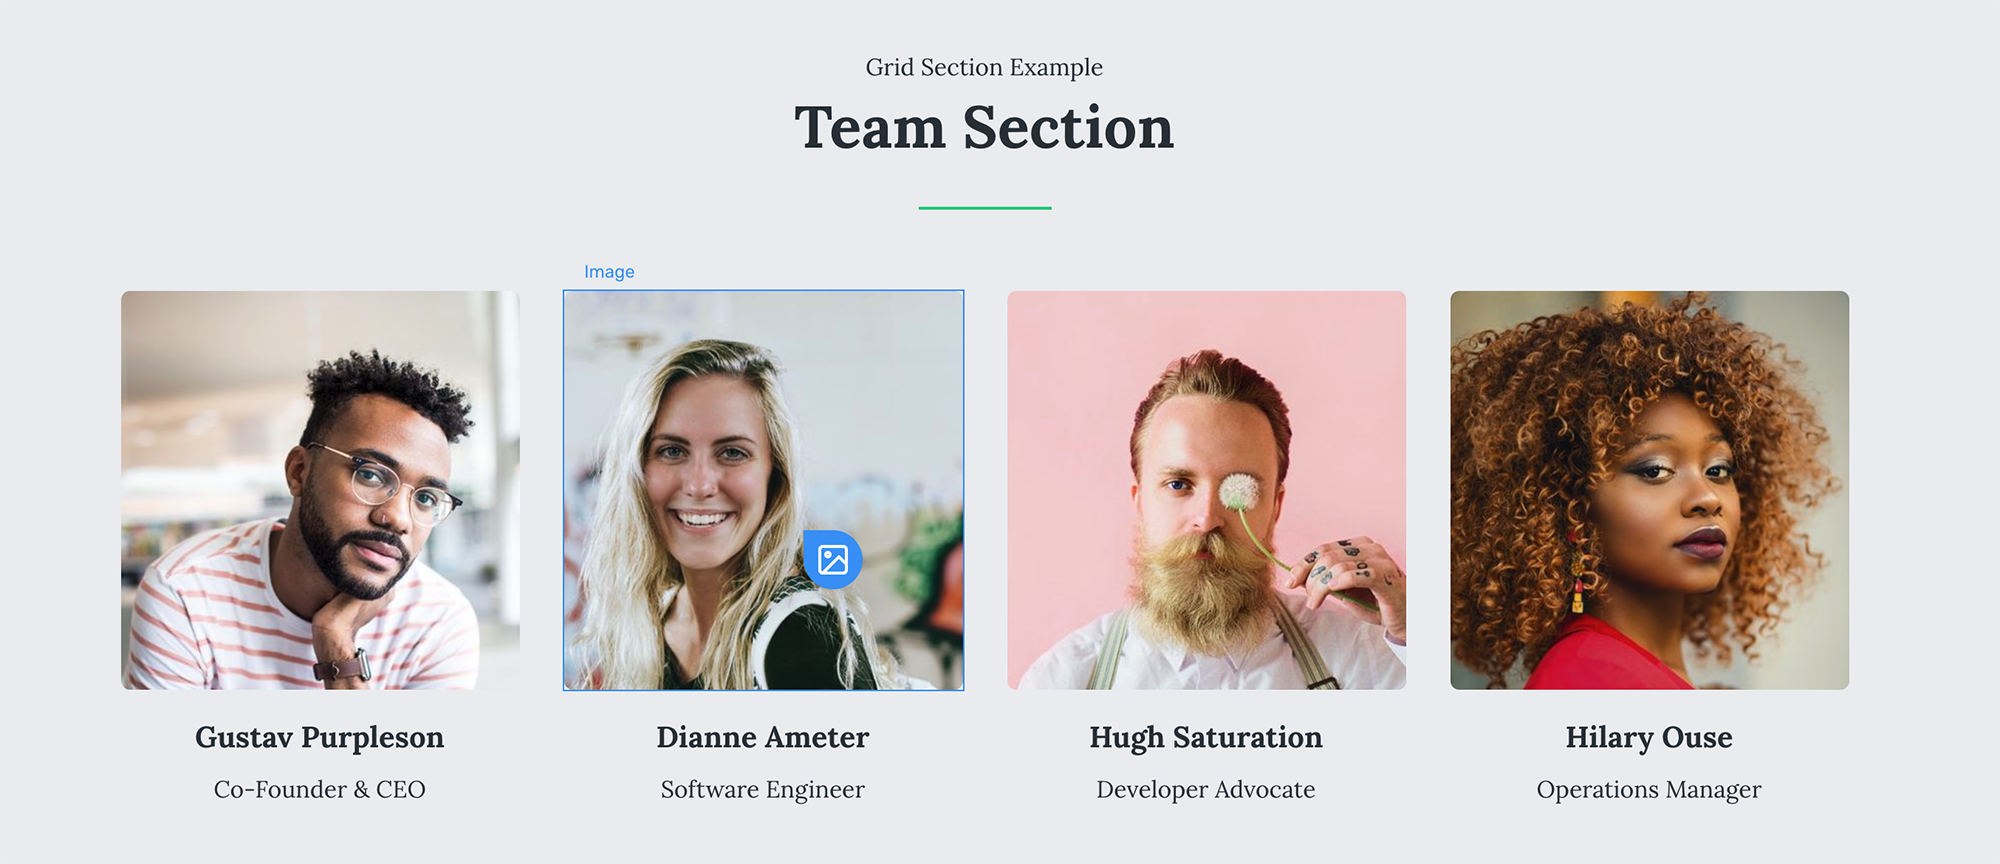 Grid Section Example
Team Section
Image
Gustav Purpleson
Co-Founder & CEO
Dianne Ameter
Software Engineer
Hugh Saturation
Developer Advocate
Hilary Ouse
Operations Manager